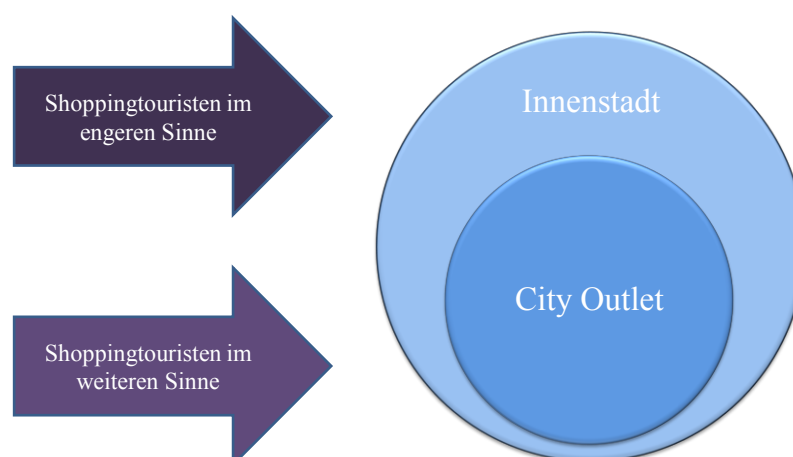 Shoppingtouristen im
engeren Sinne
Innenstadt
City Outlet
Shoppingtouristen im
weiteren Sinne